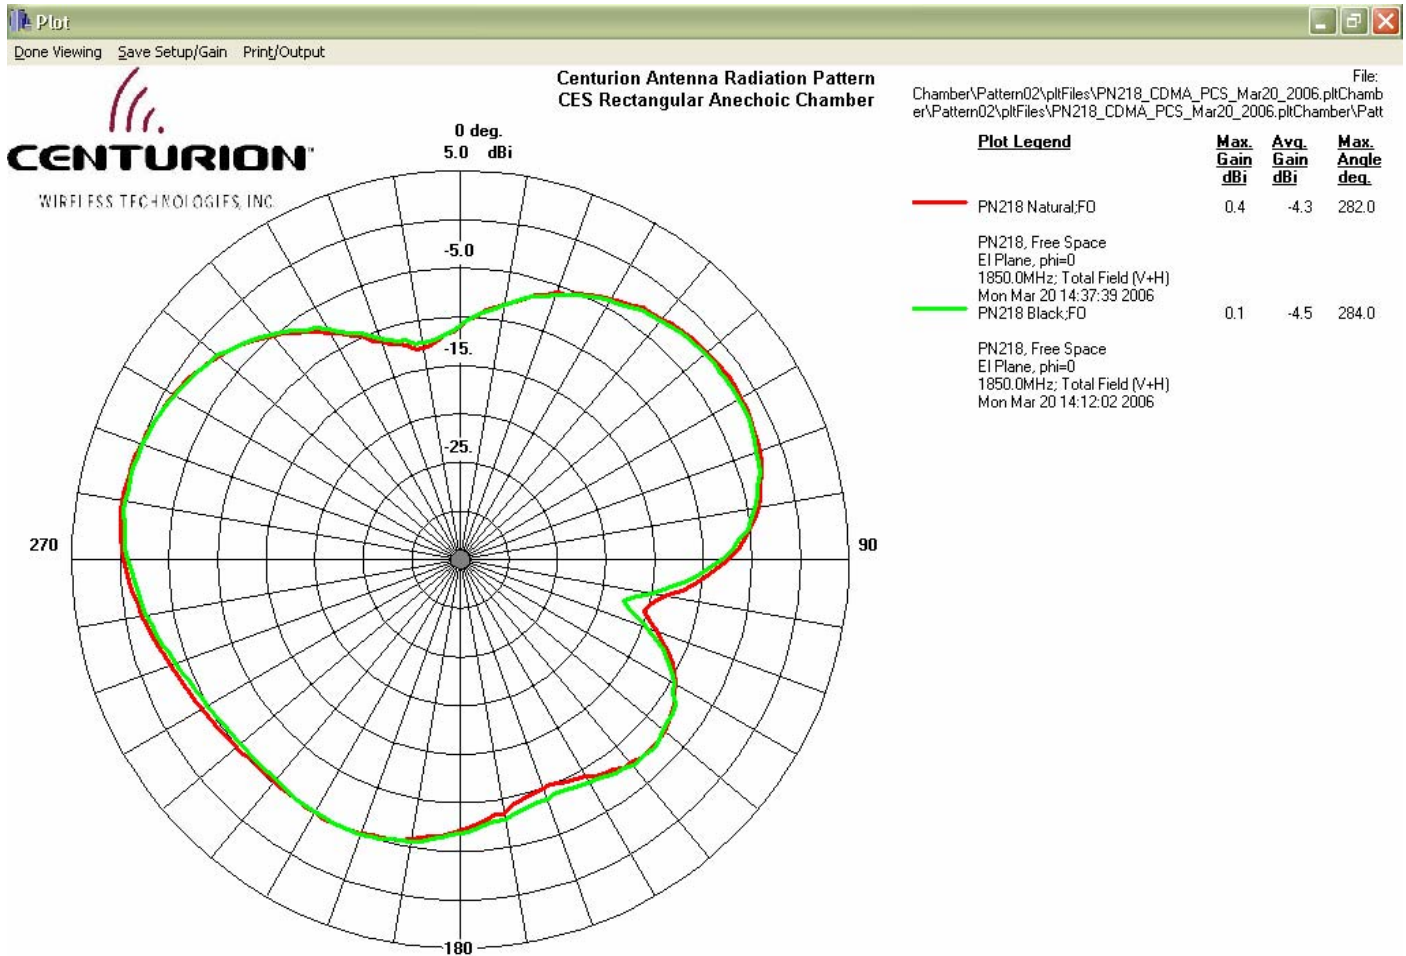 Plot
Done Viewing Save Setup/Gain Print/Output
CENTURION™
WIRELESS TECHNOLOGIES, INC.
Centurion Antenna Radiation Pattern
CES Rectangular Anechoic Chamber
File:
Chamber\Pattern02\pltFiles\PN218_CDMA_PCS_Mar20_2006.pltChamb
er\Pattern02\pltFiles\PN218_CDMA_PCS_Mar20_2006.pltChamber\Patt
0 deg.
5.0 dBi
-5.0
-15.
-25.
270
90
180
Plot Legend Max. Gain dBi Avg. Gain dBi Max. Angle deg.
PN218 Natural;FO 0.4 -4.3 282.0
PN218, Free Space
El Plane, phi=0
1850.0MHz; Total Field (V+H)
Mon Mar 20 14:37:39 2006
PN218 Black;FO 0.1 -4.5 284.0
PN218, Free Space
El Plane, phi=0
1850.0MHz; Total Field (V+H)
Mon Mar 20 14:12:02 2006